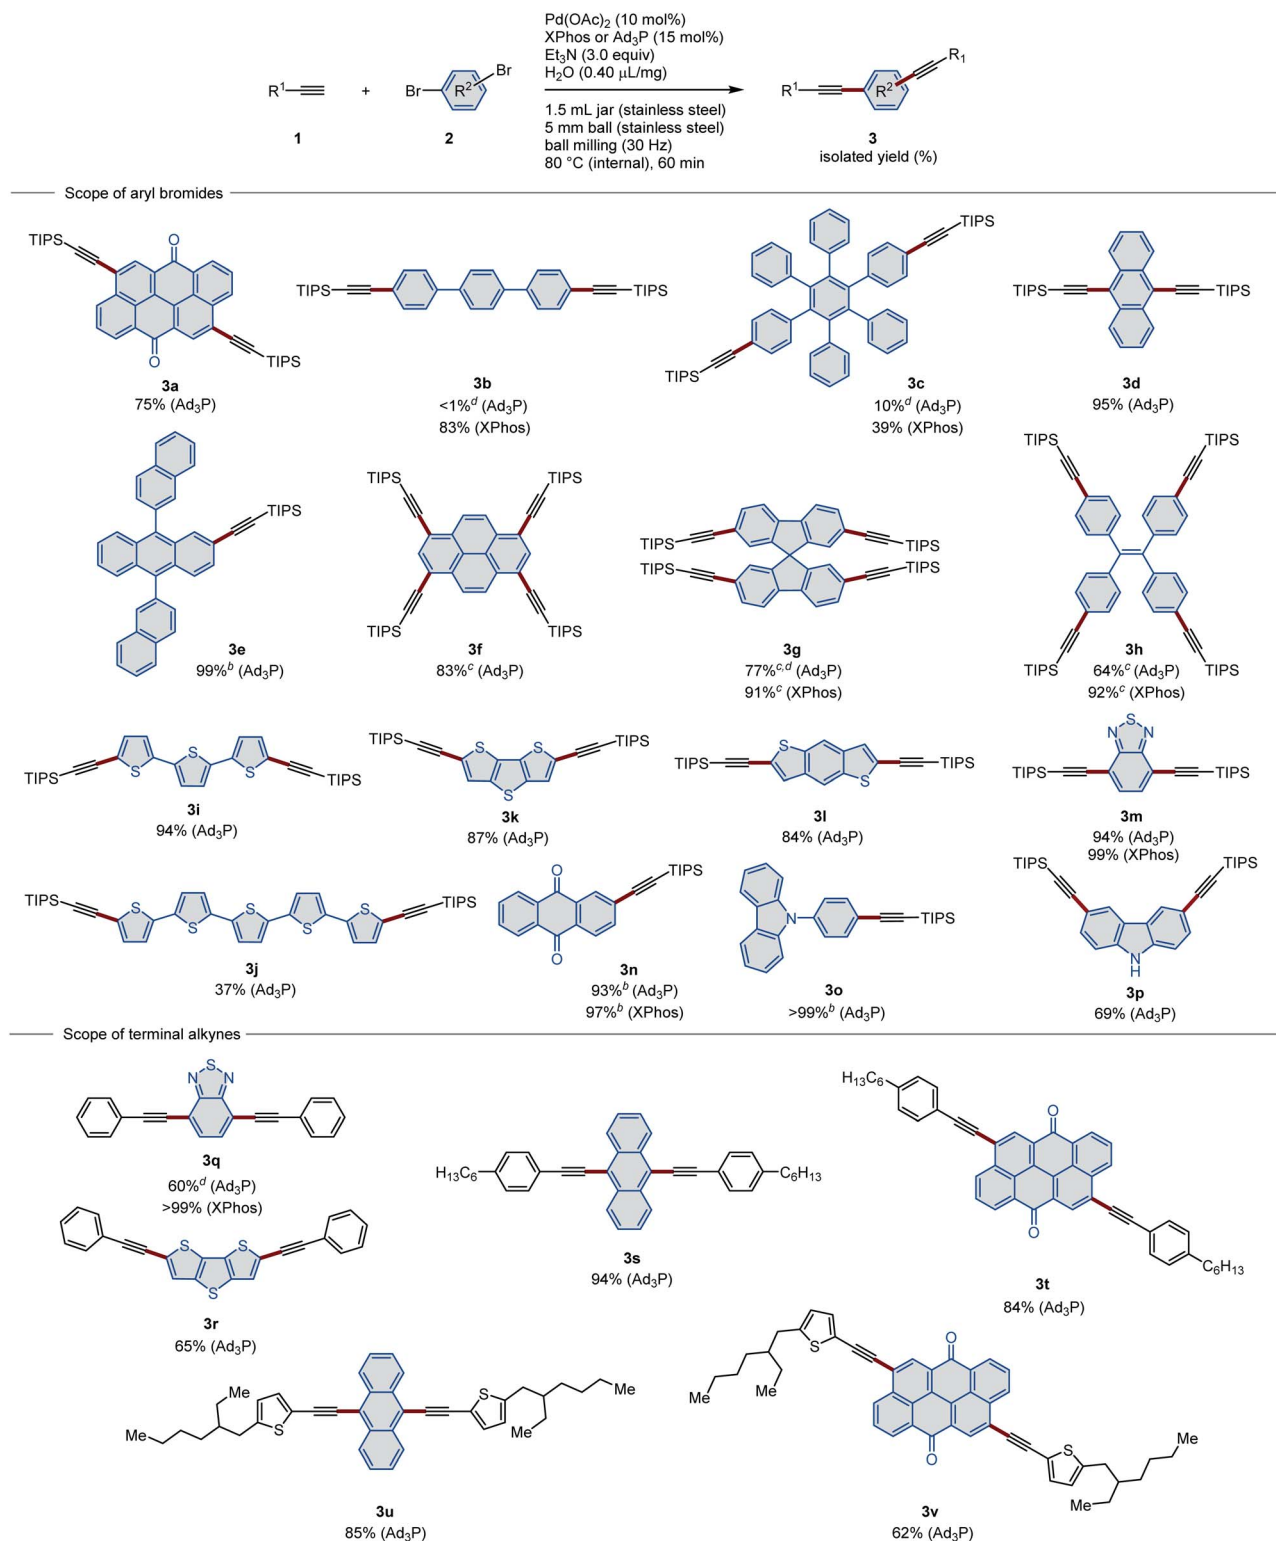 Pd(OAc)2 (10 mol%)
XPhos or Ad3P (15 mol%)
Et3N (3.0 equiv)
H2O (0.40 μL/mg)
R1
+
Br
R2
Br
R1
R2
R1
1.5 mL jar (stainless steel)
5 mm ball (stainless steel)
ball milling (30 Hz)
80 °C (internal), 60 min
1
2
3
isolated yield (%)
Scope of aryl bromides
TIPS
O
O
TIPS
3a
75% (Ad3P)
TIPS
TIPS
3b
<1%d (Ad3P)
83% (XPhos)
TIPS
TIPS
3c
10%d (Ad3P)
39% (XPhos)
TIPS
TIPS
3d
95% (Ad3P)
TIPS
3e
99%b (Ad3P)
TIPS
TIPS
TIPS
TIPS
3f
83%c (Ad3P)
TIPS
TIPS
TIPS
TIPS
3g
77%c,d (Ad3P)
91%c (XPhos)
TIPS
TIPS
TIPS
TIPS
3h
64%c (Ad3P)
92%c (XPhos)
TIPS
S
S
S
TIPS
3i
94% (Ad3P)
TIPS
S
S
S
TIPS
3k
87% (Ad3P)
TIPS
S
S
TIPS
3l
84% (Ad3P)
N
S
N
TIPS
TIPS
3m
94% (Ad3P)
99% (XPhos)
TIPS
S
S
S
S
S
TIPS
3j
37% (Ad3P)
O
O
TIPS
3n
93%b (Ad3P)
97%b (XPhos)
N
TIPS
3o
>99%b (Ad3P)
TIPS
TIPS
N
H
3p
69% (Ad3P)
Scope of terminal alkynes
N
S
N
3q
60%d (Ad3P)
>99% (XPhos)
S
S
S
3r
65% (Ad3P)
H13C6
C6H13
3s
94% (Ad3P)
H13C6
O
O
C6H13
3t
84% (Ad3P)
Me
Me
S
S
Me
Me
3u
85% (Ad3P)
Me
Me
S
O
O
S
Me
Me
3v
62% (Ad3P)